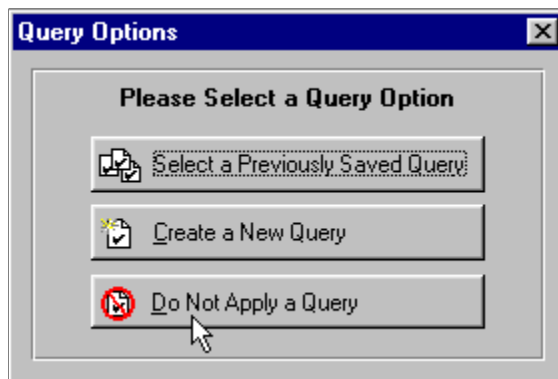 Query Options
Please Select a Query Option
Select a Previously Saved Query
Create a New Query
Do Not Apply a Query